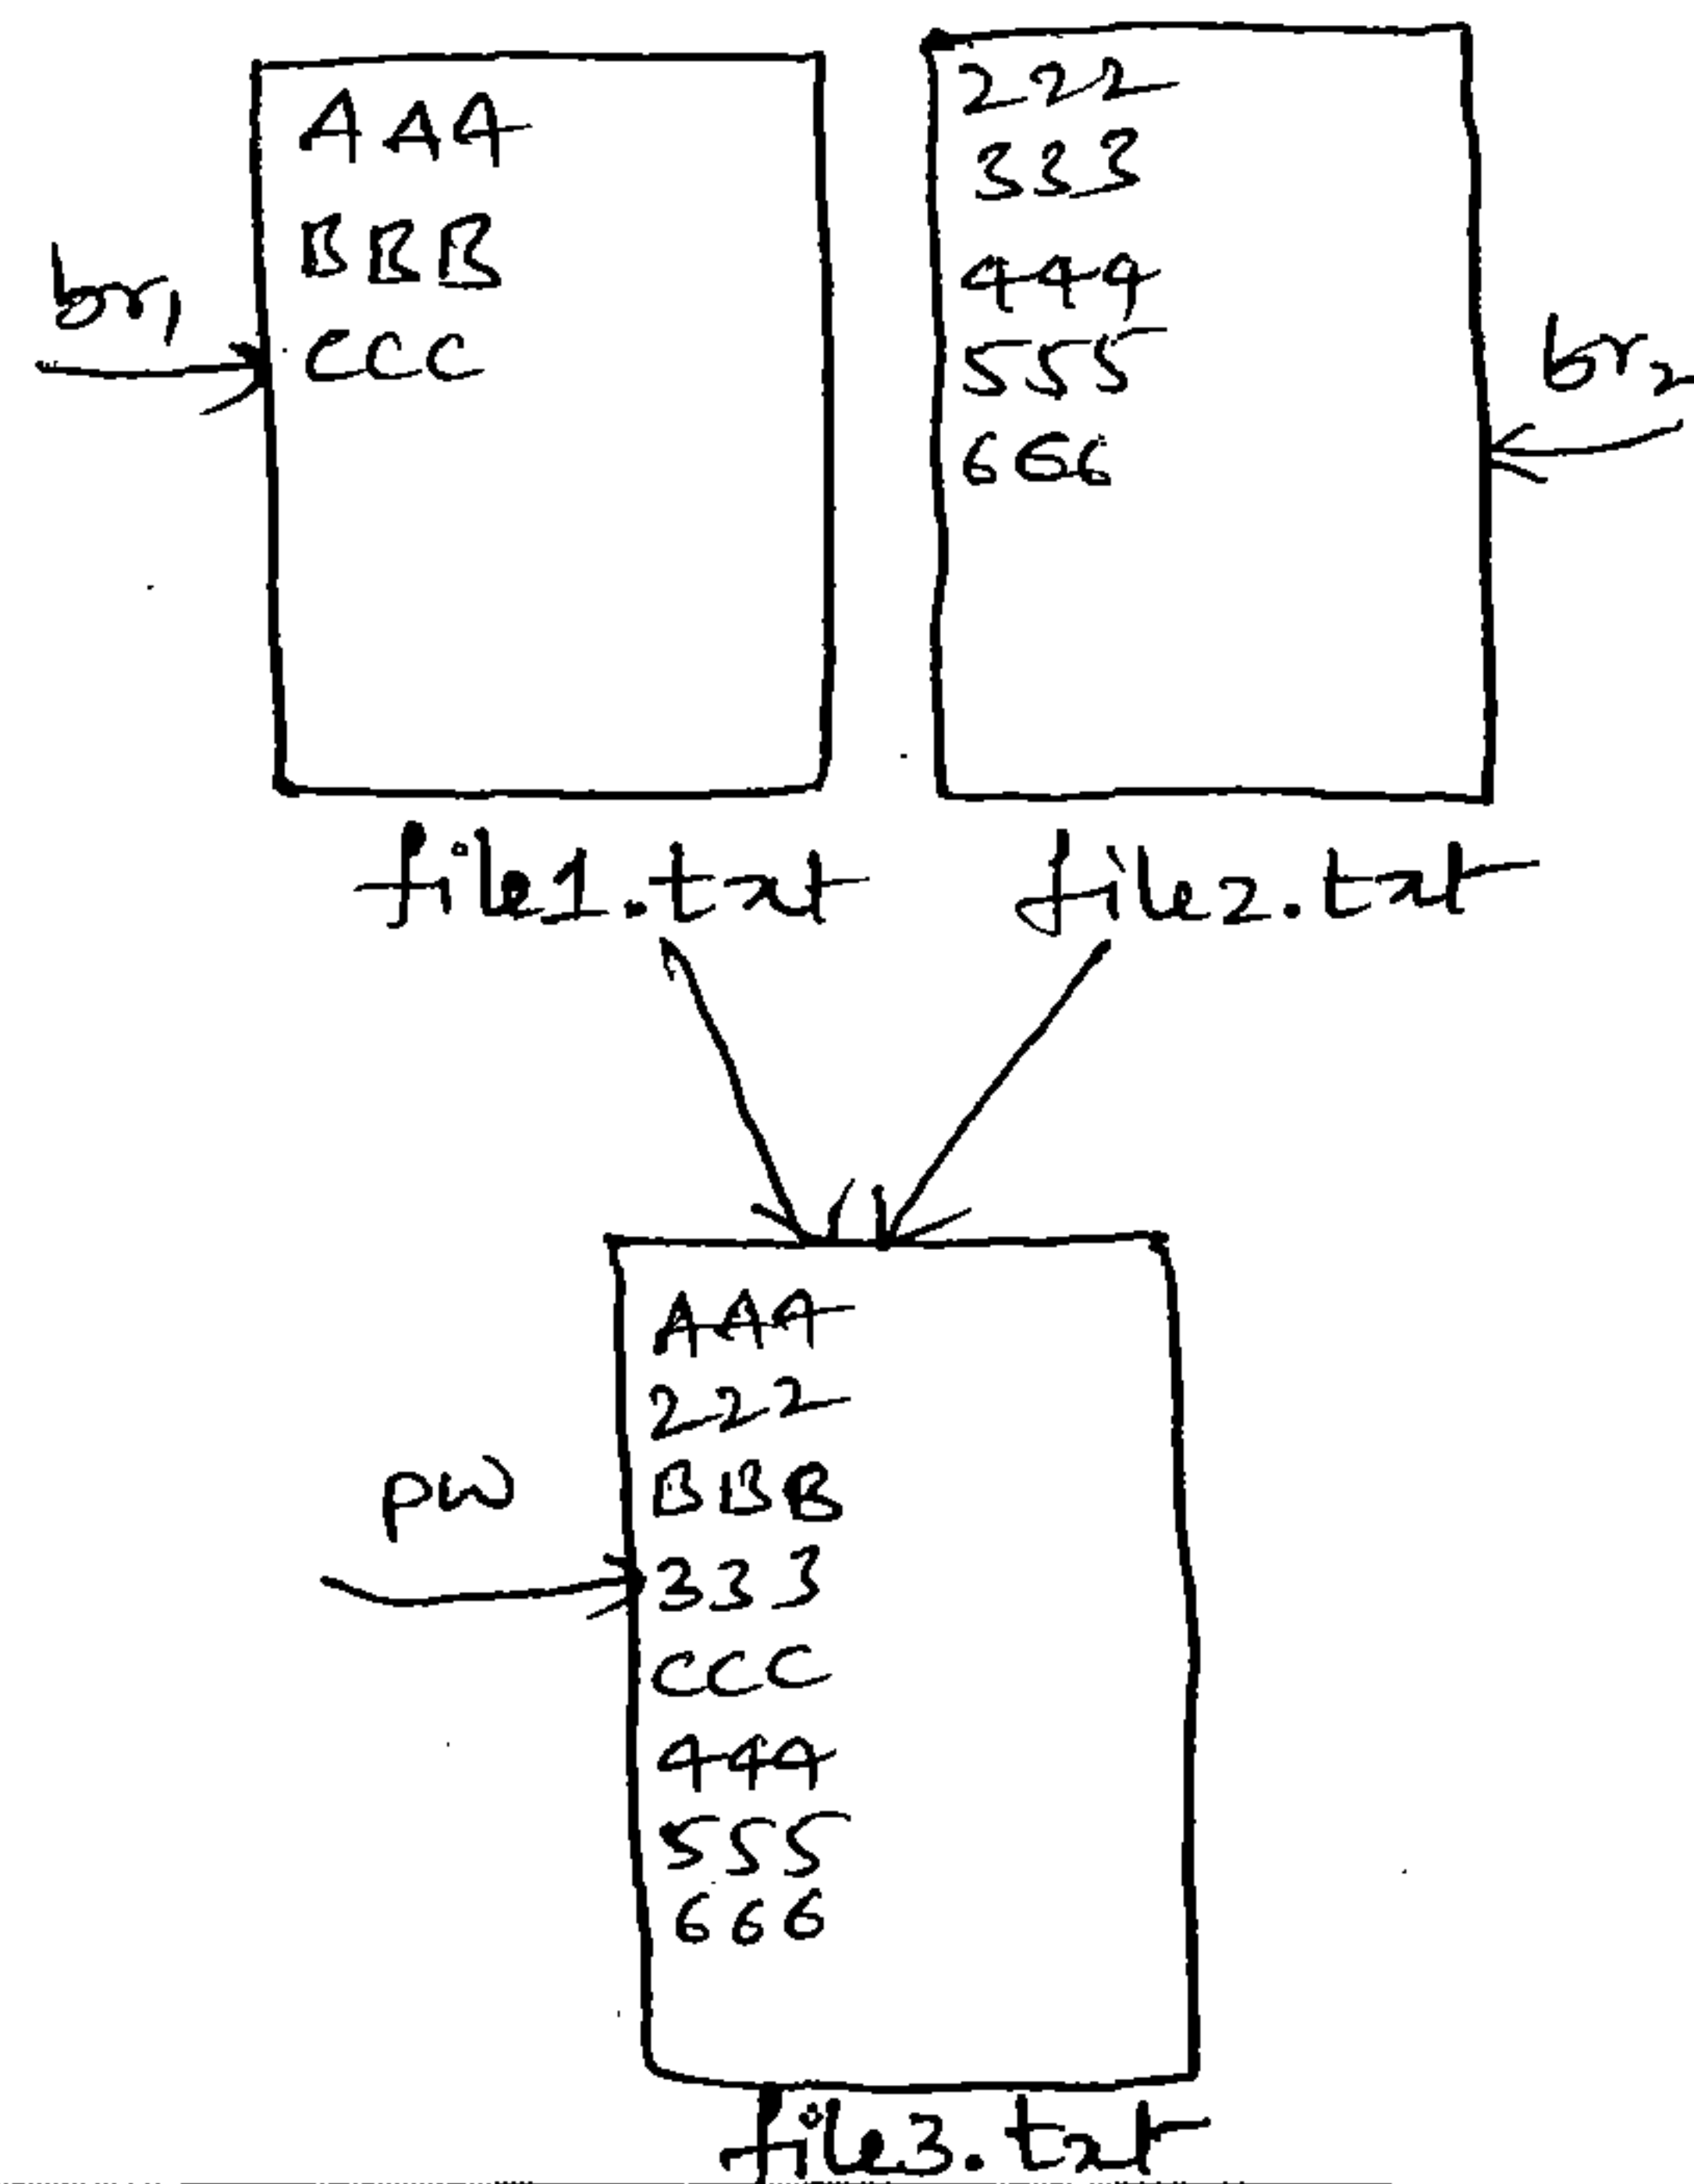 AAA
BBB
CCC
br1
222
333
444
555
666
br2
file1.txt
file2.txt
AAA
222
BBB
333
CCC
444
555
666
pw
file3.txt